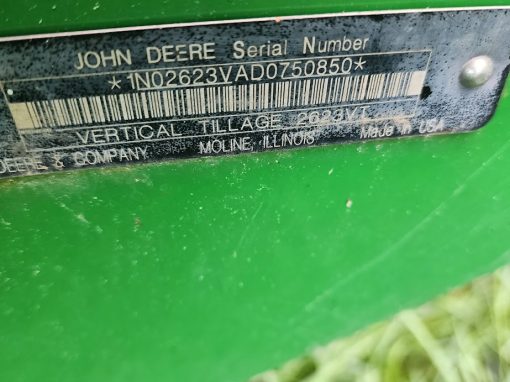 JOHN DEERE Serial Number
*1N02623VAD0750850*
VERTICAL TILLAGE 2623VT
DEERE & COMPANY MOLINE, ILLINOIS Made in USA